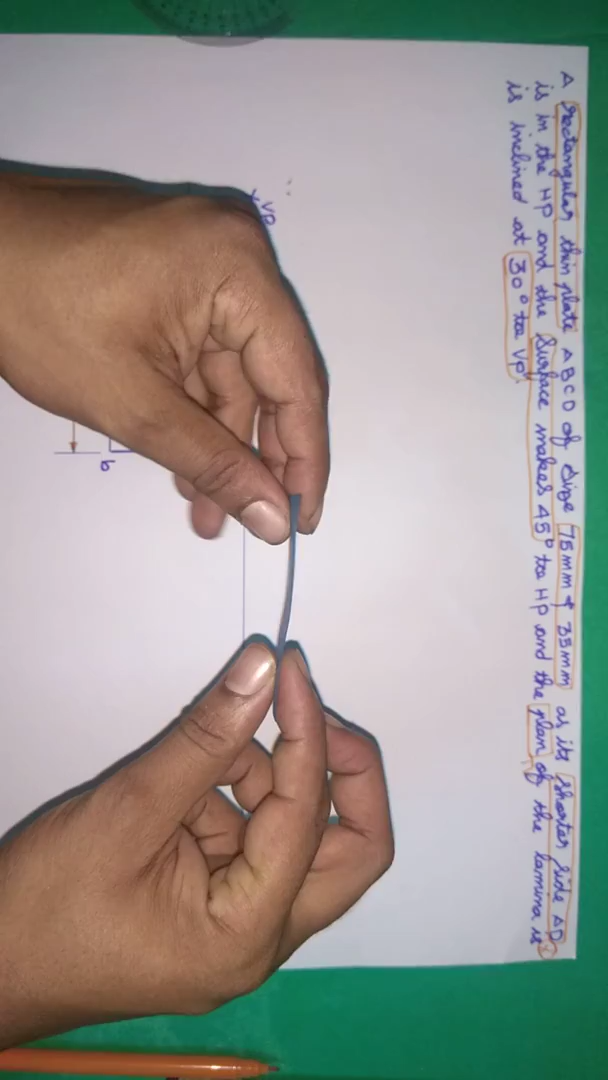 A Rectangular thin plate ABCD of size 75mm & 35mm as its shorter side AD
is in the HP and the surface makes 45° to HP and the plan of the lamina is
is inclined at 30° to VP.
VP
b